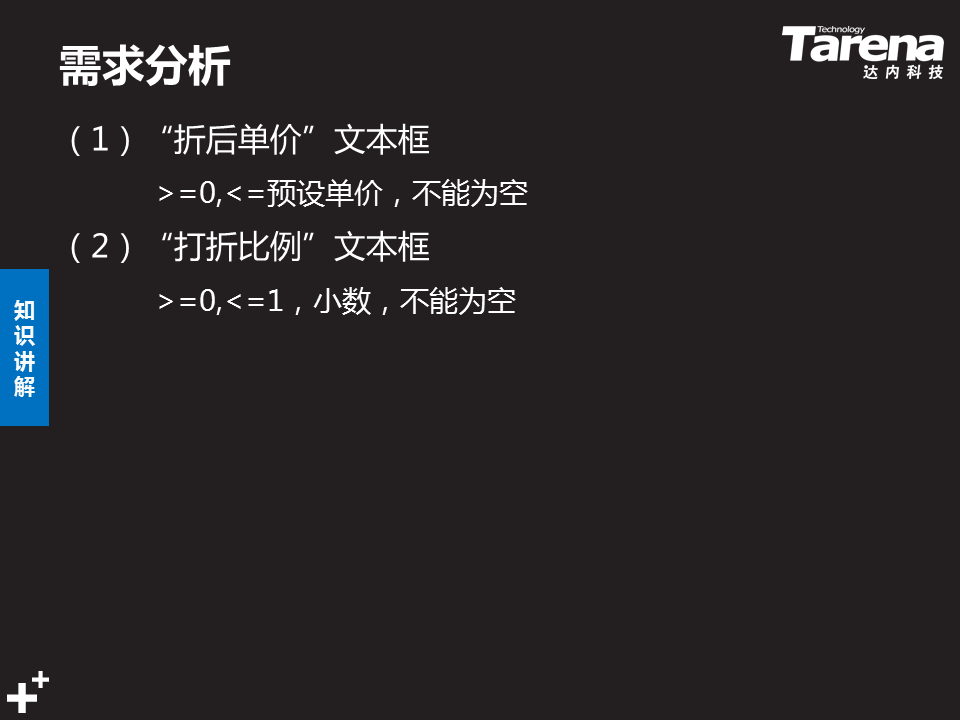 需求分析
Technology
Tarena
达内科技
（1）“折后单价”文本框
>=0,<=预设单价，不能为空
（2）“打折比例”文本框
>=0,<=1，小数，不能为空
知识讲解